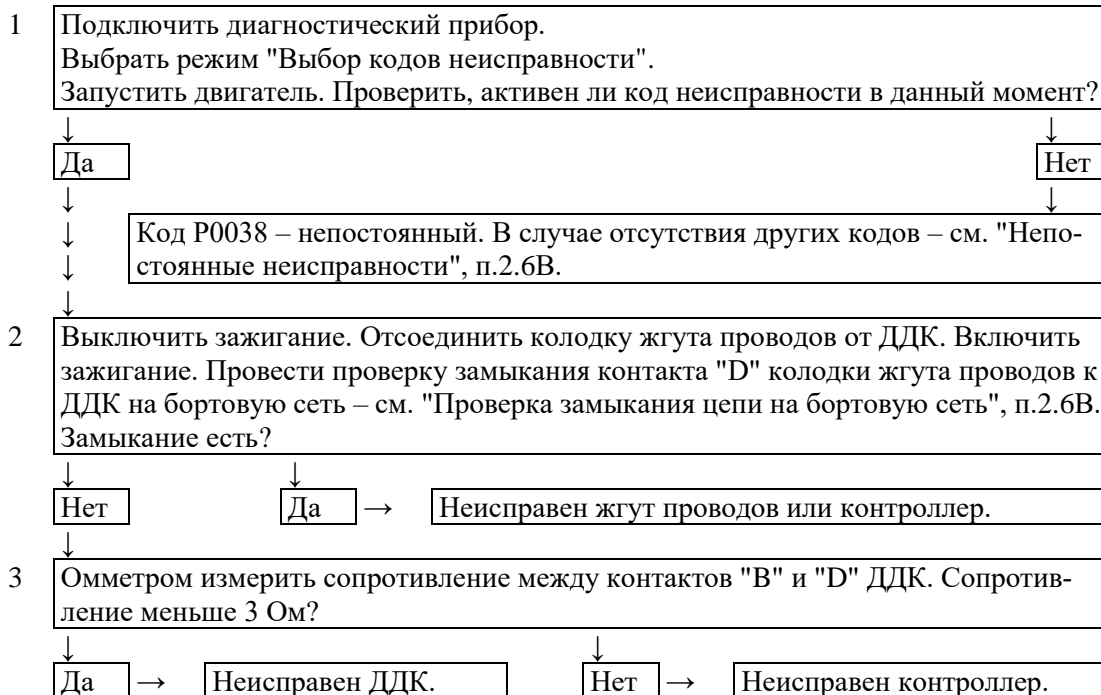 1 Подключить диагностический прибор.
Выбрать режим "Выбор кодов неисправности".
Запустить двигатель. Проверить, активен ли код неисправности в данный момент?
↓ ↓
Да Нет
↓ ↓
↓ Код Р0038 – непостоянный. В случае отсутствия других кодов – см. "Непо-
↓ стоянные неисправности", п.2.6В.
↓
2 Выключить зажигание. Отсоединить колодку жгута проводов от ДДК. Включить
зажигание. Провести проверку замыкания контакта "D" колодки жгута проводов к
ДДК на бортовую сеть – см. "Проверка замыкания цепи на бортовую сеть", п.2.6В.
Замыкание есть?
↓ ↓
Нет Да → Неисправен жгут проводов или контроллер.
↓
3 Омметром измерить сопротивление между контактов "B" и "D" ДДК. Сопротив-
ление меньше 3 Ом?
↓ ↓
Да → Неисправен ДДК. Нет → Неисправен контроллер.